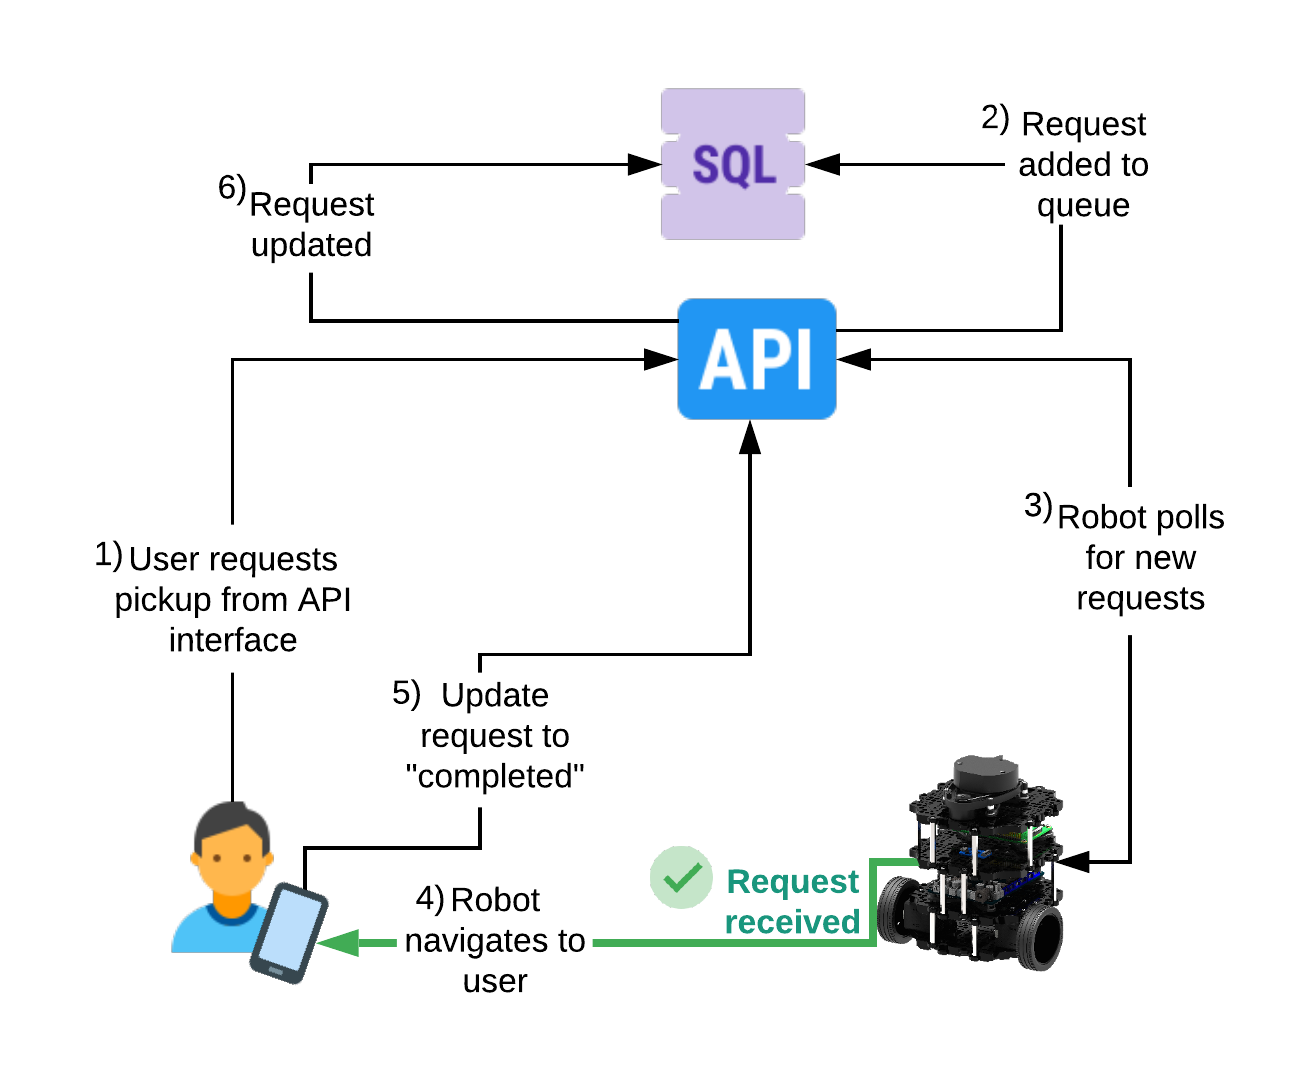 SQL
2) Request
added to
queue
6) Request
updated
API
3) Robot polls
for new
requests
1) User requests
pickup from API
interface
5) Update
request to
"completed"
Request
received
4) Robot
navigates to
user